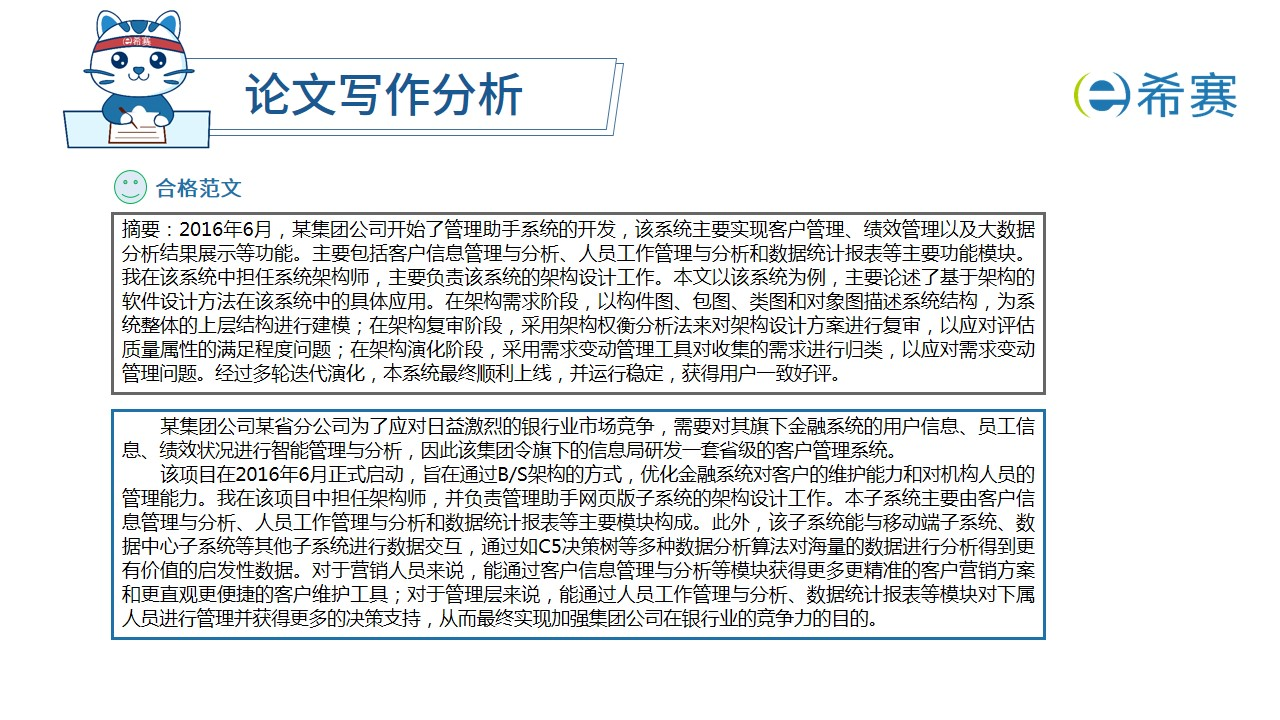 希赛
论文写作分析
希赛
合格范文
摘要：2016年6月，某集团公司开始了管理助手系统的开发，该系统主要实现客户管理、绩效管理以及大数据
分析结果展示等功能。主要包括客户信息管理与分析、人员工作管理与分析和数据统计报表等主要功能模块。
我在该系统中担任系统架构师，主要负责该系统的架构设计工作。本文以该系统为例，主要论述了基于架构的
软件设计方法在该系统中的具体应用。在架构需求阶段，以构件图、包图、类图和对象图描述系统结构，为系
统整体的上层结构进行建模；在架构复审阶段，采用架构权衡分析法来对架构设计方案进行复审，以应对评估
质量属性的满足程度问题；在架构演化阶段，采用需求变动管理工具对收集的需求进行归类，以应对需求变动
管理问题。经过多轮迭代演化，本系统最终顺利上线，并运行稳定，获得用户一致好评。
某集团公司某省分公司为了应对日益激烈的银行业市场竞争，需要对其旗下金融系统的用户信息、员工信
息、绩效状况进行智能管理与分析，因此该集团令旗下的信息局研发一套省级的客户管理系统。
该项目在2016年6月正式启动，旨在通过B/S架构的方式，优化金融系统对客户的维护能力和对机构人员的
管理能力。我在该项目中担任架构师，并负责管理助手网页版子系统的架构设计工作。本子系统主要由客户信
息管理与分析、人员工作管理与分析和数据统计报表等主要模块构成。此外，该子系统能与移动端子系统、数
据中心子系统等其他子系统进行数据交互，通过如C5决策树等多种数据分析算法对海量的数据进行分析得到更
有价值的启发性数据。对于营销人员来说，能通过客户信息管理与分析等模块获得更多更精准的客户营销方案
和更直观更便捷的客户维护工具；对于管理层来说，能通过人员工作管理与分析、数据统计报表等模块对下属
人员进行管理并获得更多的决策支持，从而最终实现加强集团公司在银行业的竞争力的目的。